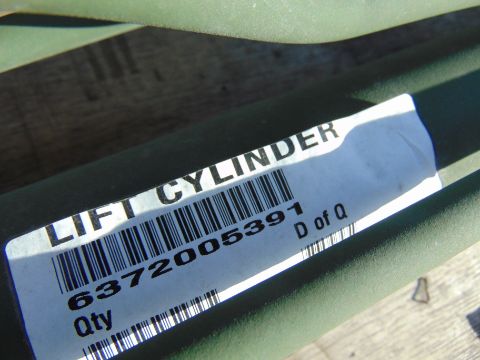 LIFT CYLINDER
6372005391
D of Q
Qty